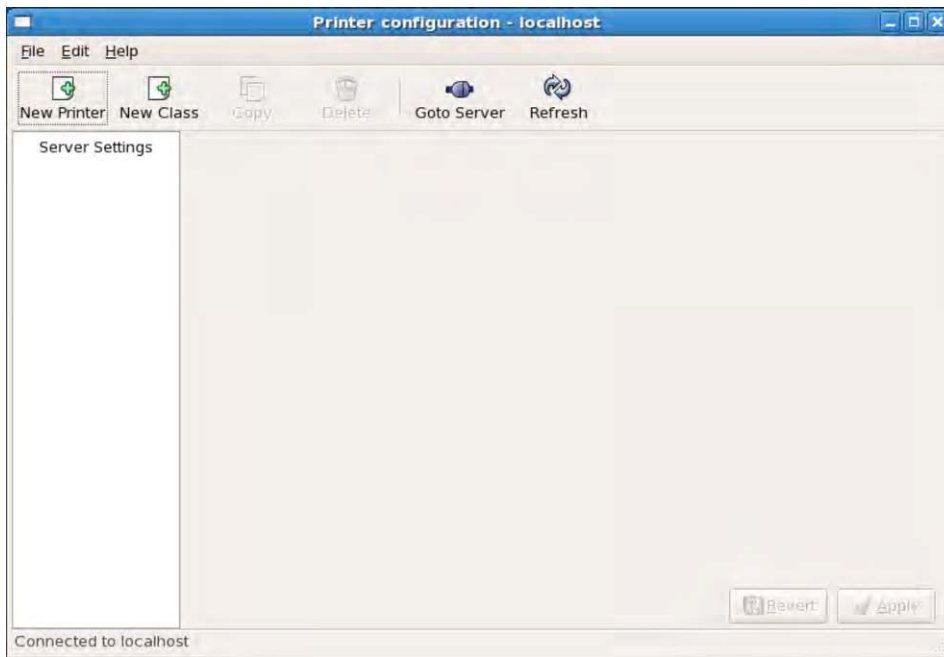 Printer configuration - localhost
File Edit Help
New Printer New Class Copy Delete Goto Server Refresh
Server Settings
Revert Apply
Connected to localhost